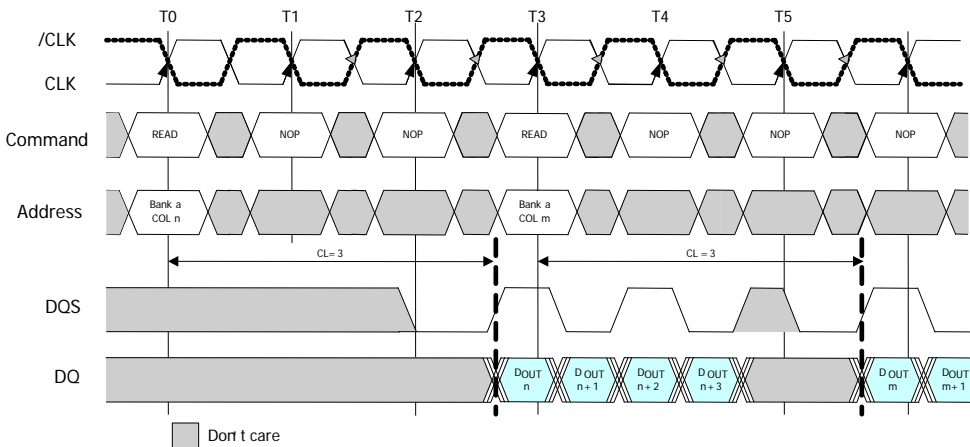 T0 T1 T2 T3 T4 T5
/CLK
CLK
Command READ NOP NOP READ NOP NOP NOP
Address Bank a COL n Bank a COL m
CL = 3 CL = 3
DQS
DQ DOUT n DOUT n+1 DOUT n+2 DOUT n+3 DOUT m DOUT m+1
Don't care